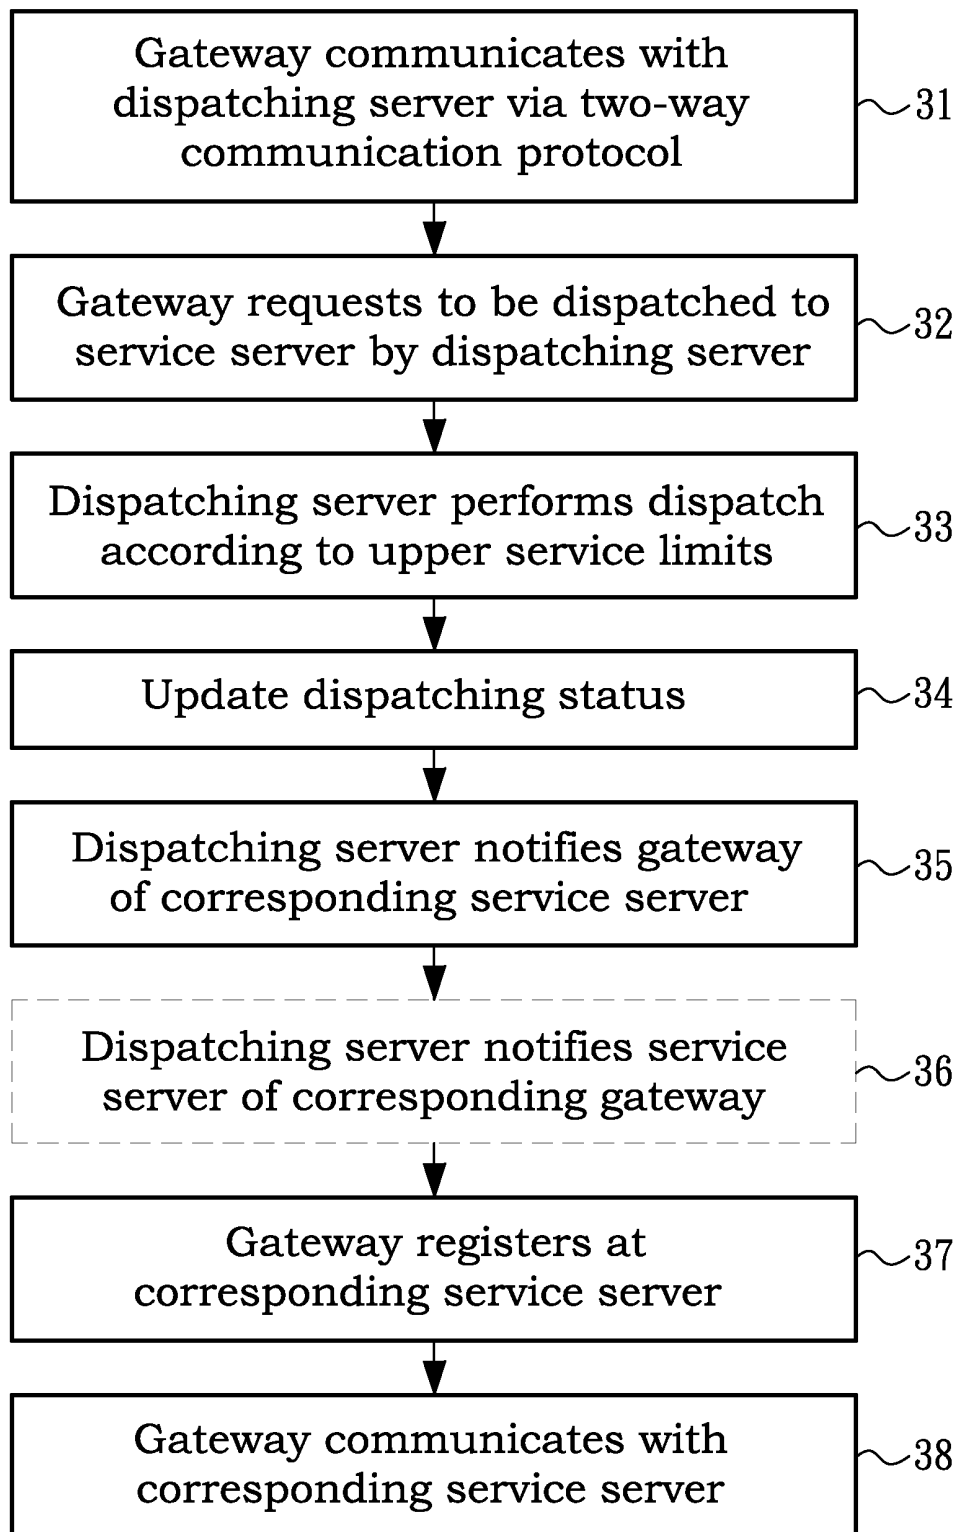 Gateway communicates with
dispatching server via two-way
communication protocol
31
Gateway requests to be dispatched to
service server by dispatching server
32
Dispatching server performs dispatch
according to upper service limits
33
Update dispatching status
34
Dispatching server notifies gateway
of corresponding service server
35
Dispatching server notifies service
server of corresponding gateway
36
Gateway registers at
corresponding service server
37
Gateway communicates with
corresponding service server
38